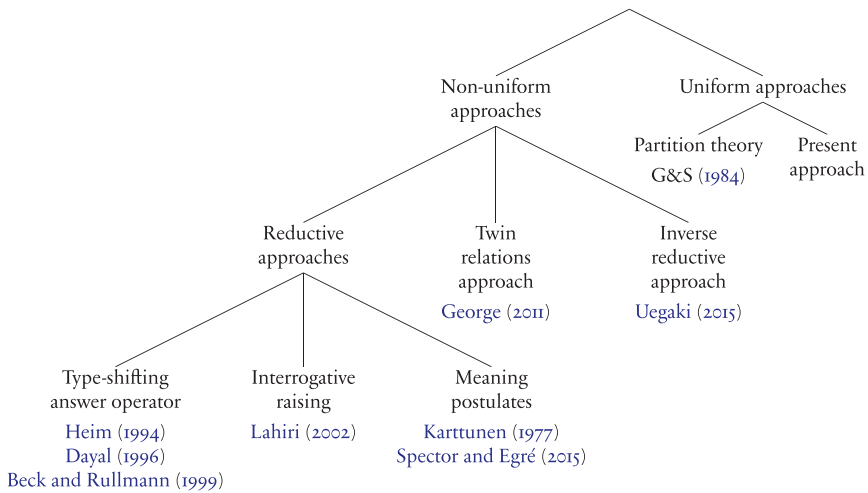 Non-uniform
approaches
Uniform approaches
Partition theory
G&S (1984)
Present
approach
Reductive
approaches
Twin
relations
approach
George (2011)
Inverse
reductive
approach
Uegaki (2015)
Type-shifting
answer operator
Heim (1994)
Dayal (1996)
Beck and Rullmann (1999)
Interrogative
raising
Lahiri (2002)
Meaning
postulates
Karttunen (1977)
Spector and Egré (2015)